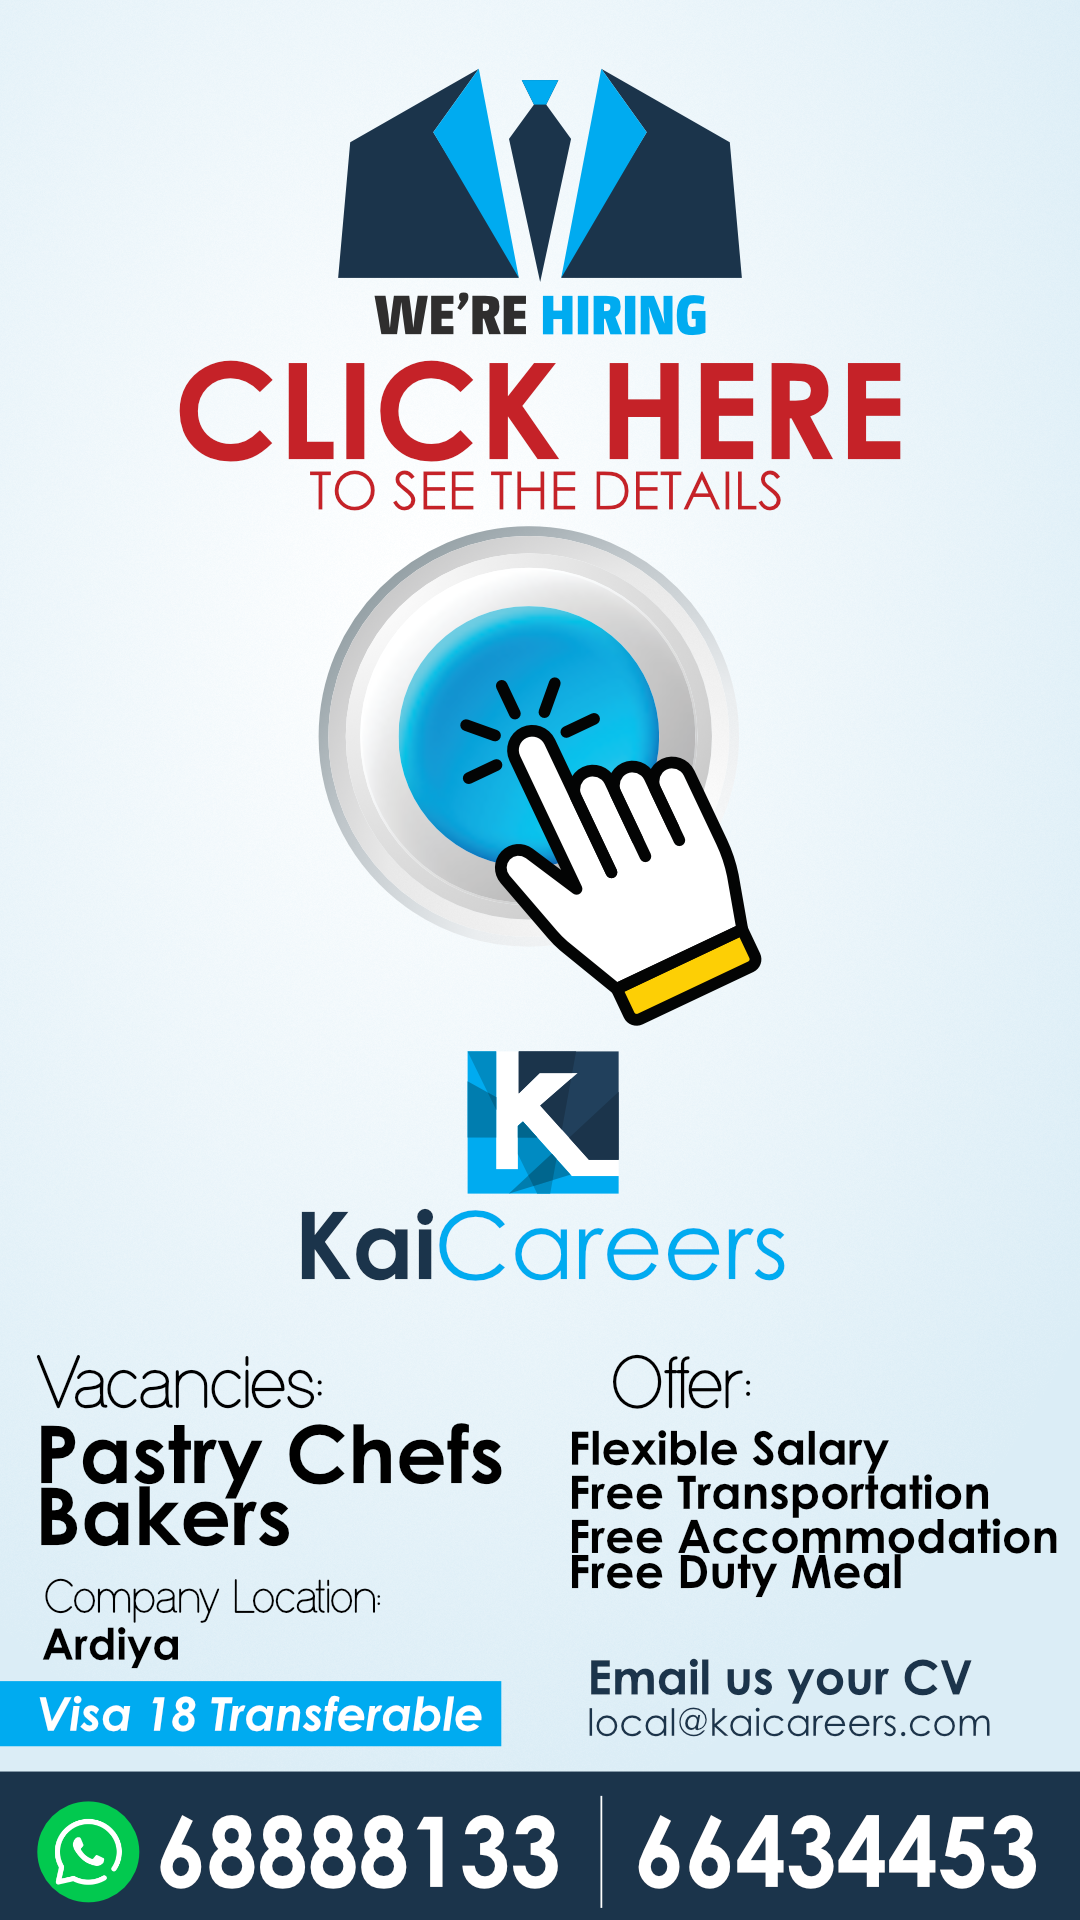 WE'RE HIRING
CLICK HERE
TO SEE THE DETAILS
K
KaiCareers
Vacancies:
Pastry Chefs
Bakers
Company Location:
Ardiya
Visa 18 Transferable
Offer:
Flexible Salary
Free Transportation
Free Accommodation
Free Duty Meal
Email us your CV
local@kaicareers.com
68888133
66434453